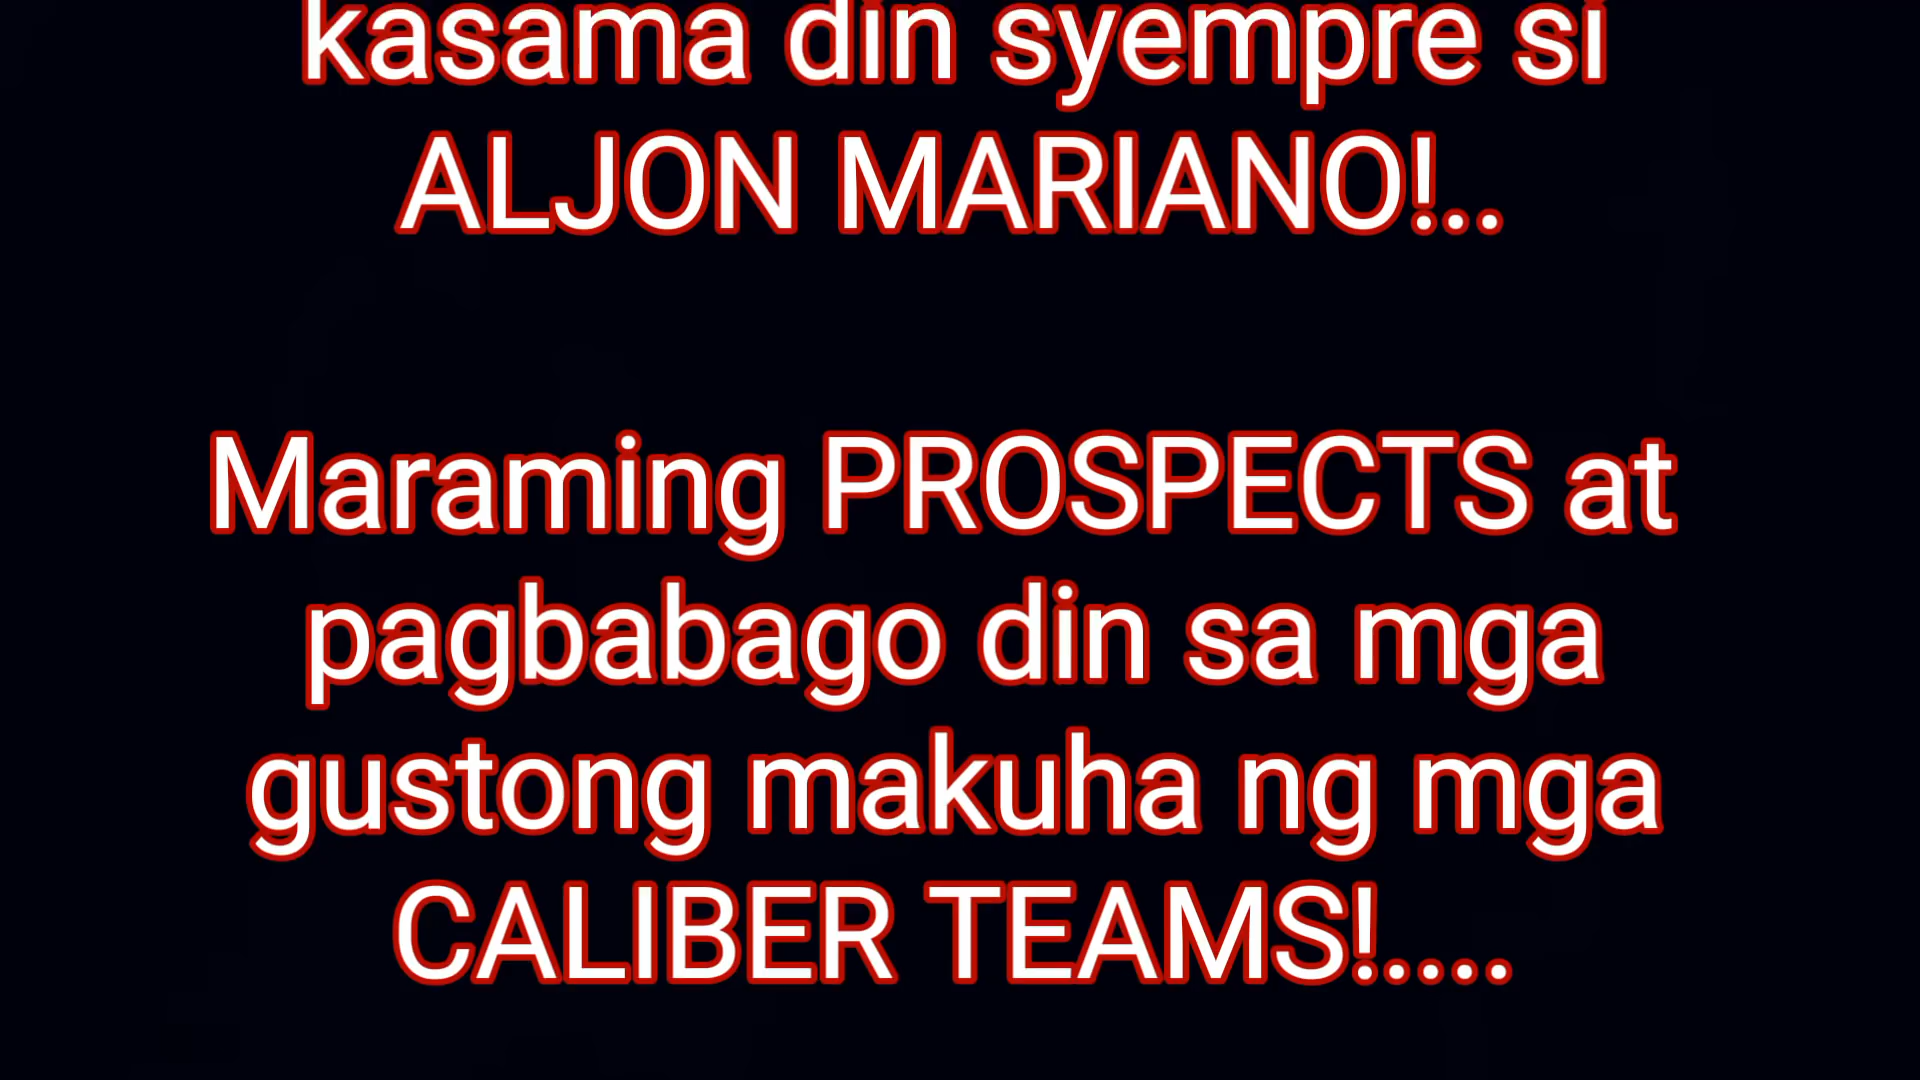 kasama din syempre si
ALJON MARIANO!..
Maraming PROSPECTS at
pagbabago din sa mga
gustong makuha ng mga
CALIBER TEAMS!....